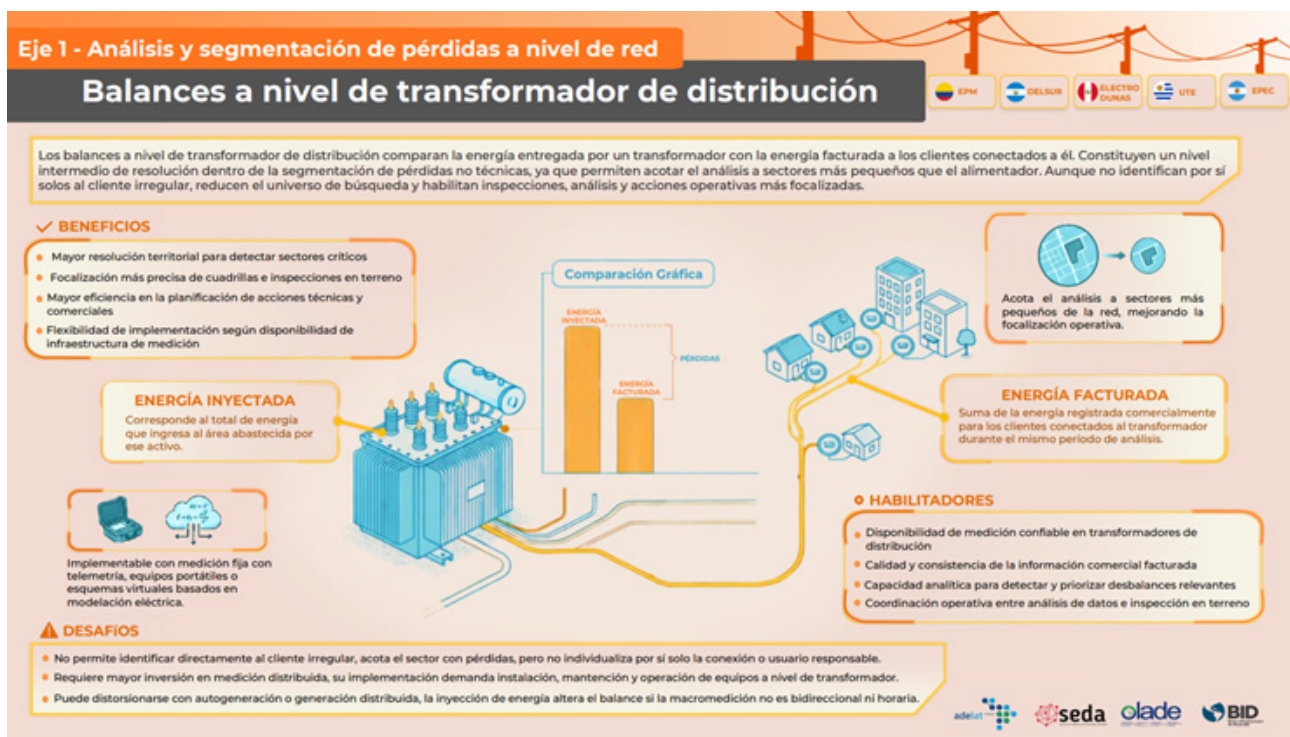 Eje 1 - Análisis y segmentación de pérdidas a nivel de red
Balances a nivel de transformador de distribución
EPM
DELSUR
ELECTRO
DUNAS
UTE
EPEC
Los balances a nivel de transformador de distribución comparan la energía entregada por un transformador con la energía facturada a los clientes conectados a él. Constituyen un nivel
intermedio de resolución dentro de la segmentación de pérdidas no técnicas, ya que permiten acotar el análisis a sectores más pequeños que el alimentador. Aunque no identifican por sí
solos al cliente irregular, reducen el universo de búsqueda y habilitan inspecciones, análisis y acciones operativas más focalizadas.
BENEFICIOS
Mayor resolución territorial para detectar sectores críticos
Focalización más precisa de cuadrillas e inspecciones en terreno
Mayor eficiencia en la planificación de acciones técnicas y
comerciales
Flexibilidad de implementación según disponibilidad de
infraestructura de medición
Comparación Gráfica
ENERGÍA
INYECTADA
PÉRDIDAS
ENERGÍA
FACTURADA
Acota el análisis a sectores más
pequeños de la red, mejorando la
focalización operativa.
ENERGÍA INYECTADA
Corresponde al total de energía
que ingresa al área abastecida por
ese activo.
ENERGÍA FACTURADA
Suma de la energía registrada comercialmente
para los clientes conectados al transformador
durante el mismo período de análisis.
Implementable con medición fija con
telemetría, equipos portátiles o
esquemas virtuales basados en
modelación eléctrica.
HABILITADORES
Disponibilidad de medición confiable en transformadores de
distribución
Calidad y consistencia de la información comercial facturada
Capacidad analítica para detectar y priorizar desbalances relevantes
Coordinación operativa entre análisis de datos e inspección en terreno
DESAFíOS
No permite identificar directamente al cliente irregular, acota el sector con pérdidas, pero no individualiza por sí solo la conexión o usuario responsable.
Requiere mayor inversión en medición distribuida, su implementación demanda instalación, mantención y operación de equipos a nivel de transformador.
Puede distorsionarse con autogeneración o generación distribuida, la inyección de energía altera el balance si la macromedición no es bidireccional ni horaria.
adelat
seda
olade
BID